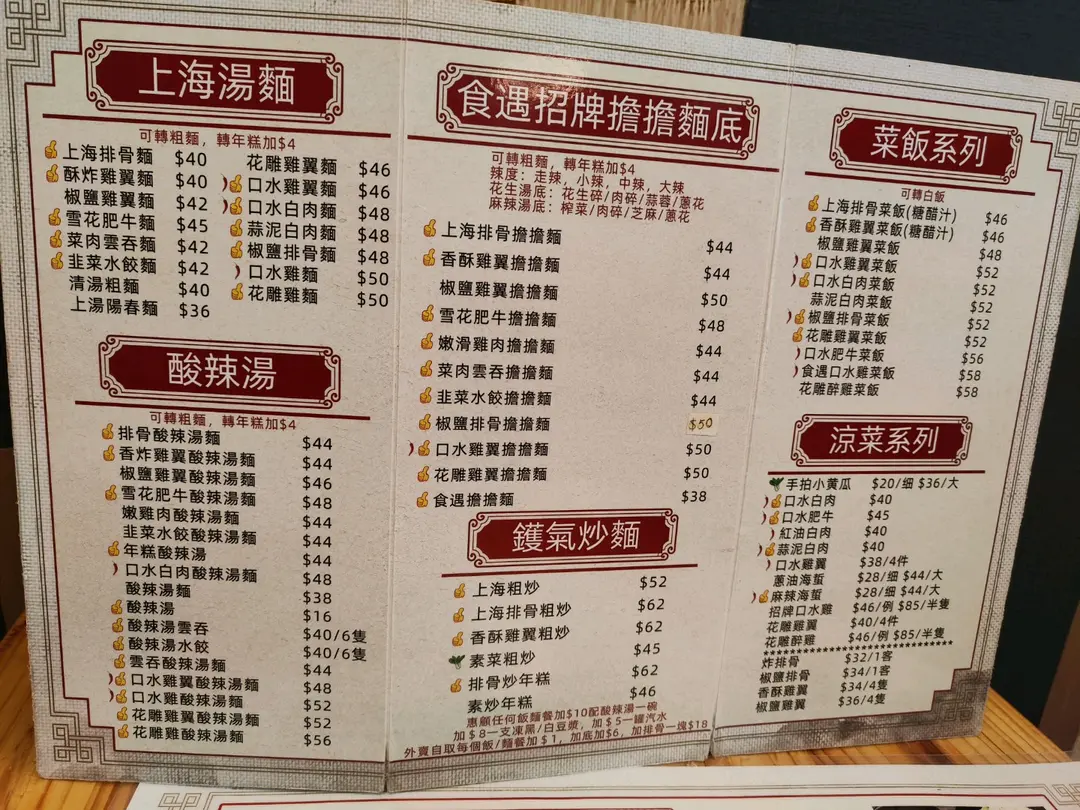 上海湯麵
可轉粗麵，轉年糕加$4
上海排骨麵 $40
酥炸雞翼麵 $40
椒鹽雞翼麵 $42
雪花肥牛麵 $45
菜肉雲吞麵 $42
韭菜水餃麵 $42
清湯粗麵 $40
上湯陽春麵 $36
花雕雞翼麵 $46
口水雞翼麵 $46
口水白肉麵 $48
蒜泥白肉麵 $48
椒鹽排骨麵 $48
口水雞麵 $50
花雕雞麵 $50
酸辣湯
可轉粗麵，轉年糕加$4
排骨酸辣湯麵 $44
香炸雞翼酸辣湯麵 $44
椒鹽雞翼酸辣湯麵 $46
雪花肥牛酸辣湯麵 $48
嫩雞肉酸辣湯麵 $44
韭菜水餃酸辣湯麵 $44
年糕酸辣湯 $44
口水白肉酸辣湯麵 $48
酸辣湯麵 $38
酸辣湯 $16
酸辣湯雲吞 $40/6隻
酸辣湯水餃 $40/6隻
雲吞酸辣湯麵 $44
口水雞翼酸辣湯麵 $48
口水雞酸辣湯麵 $52
花雕雞翼酸辣湯麵 $52
花雕雞酸辣湯麵 $56
食遇招牌擔擔麵底
可轉粗麵，轉年糕加$4
辣度：走辣，小辣，中辣，大辣
花生湯底：花生碎/肉碎/蒜蓉/蔥花
麻辣湯底：榨菜/肉碎/芝麻/蔥花
上海排骨擔擔麵 $44
香酥雞翼擔擔麵 $44
椒鹽雞翼擔擔麵 $50
雪花肥牛擔擔麵 $48
嫩滑雞肉擔擔麵 $44
菜肉雲吞擔擔麵 $44
韭菜水餃擔擔麵 $44
椒鹽排骨擔擔麵 $50
口水雞翼擔擔麵 $50
花雕雞翼擔擔麵 $50
食遇擔擔麵 $38
鑊氣炒麵
上海粗炒 $52
上海排骨粗炒 $62
香酥雞翼粗炒 $62
素菜粗炒 $45
排骨炒年糕 $62
素炒年糕 $46
惠顧任何飯麵餐加$10配酸辣湯一碗
加$8一支凍黑/白豆漿，加$5一罐汽水
外賣自取每個飯/麵餐加$1，加底加$6，加排骨一塊$18
菜飯系列
可轉白飯
上海排骨菜飯(糖醋汁) $46
香酥雞翼菜飯(糖醋汁) $46
椒鹽雞翼菜飯 $48
口水雞翼菜飯 $52
口水白肉菜飯 $52
蒜泥白肉菜飯 $52
椒鹽排骨菜飯 $52
花雕雞翼菜飯 $52
口水肥牛菜飯 $56
食遇口水雞菜飯 $58
花雕醉雞菜飯 $58
涼菜系列
手拍小黄瓜 $20/细 $36/大
口水白肉 $40
口水肥牛 $45
紅油白肉 $40
蒜泥白肉 $40
口水雞翼 $38/4件
蔥油海蜇 $28/细 $44/大
麻辣海蜇 $28/细 $44/大
招牌口水雞 $46/例 $85/半隻
花雕雞翼 $40/4件
花雕醉雞 $46/例 $85/半隻
炸排骨 $32/1客
椒鹽排骨 $34/1客
香酥雞翼 $34/4隻
椒鹽雞翼 $36/4隻